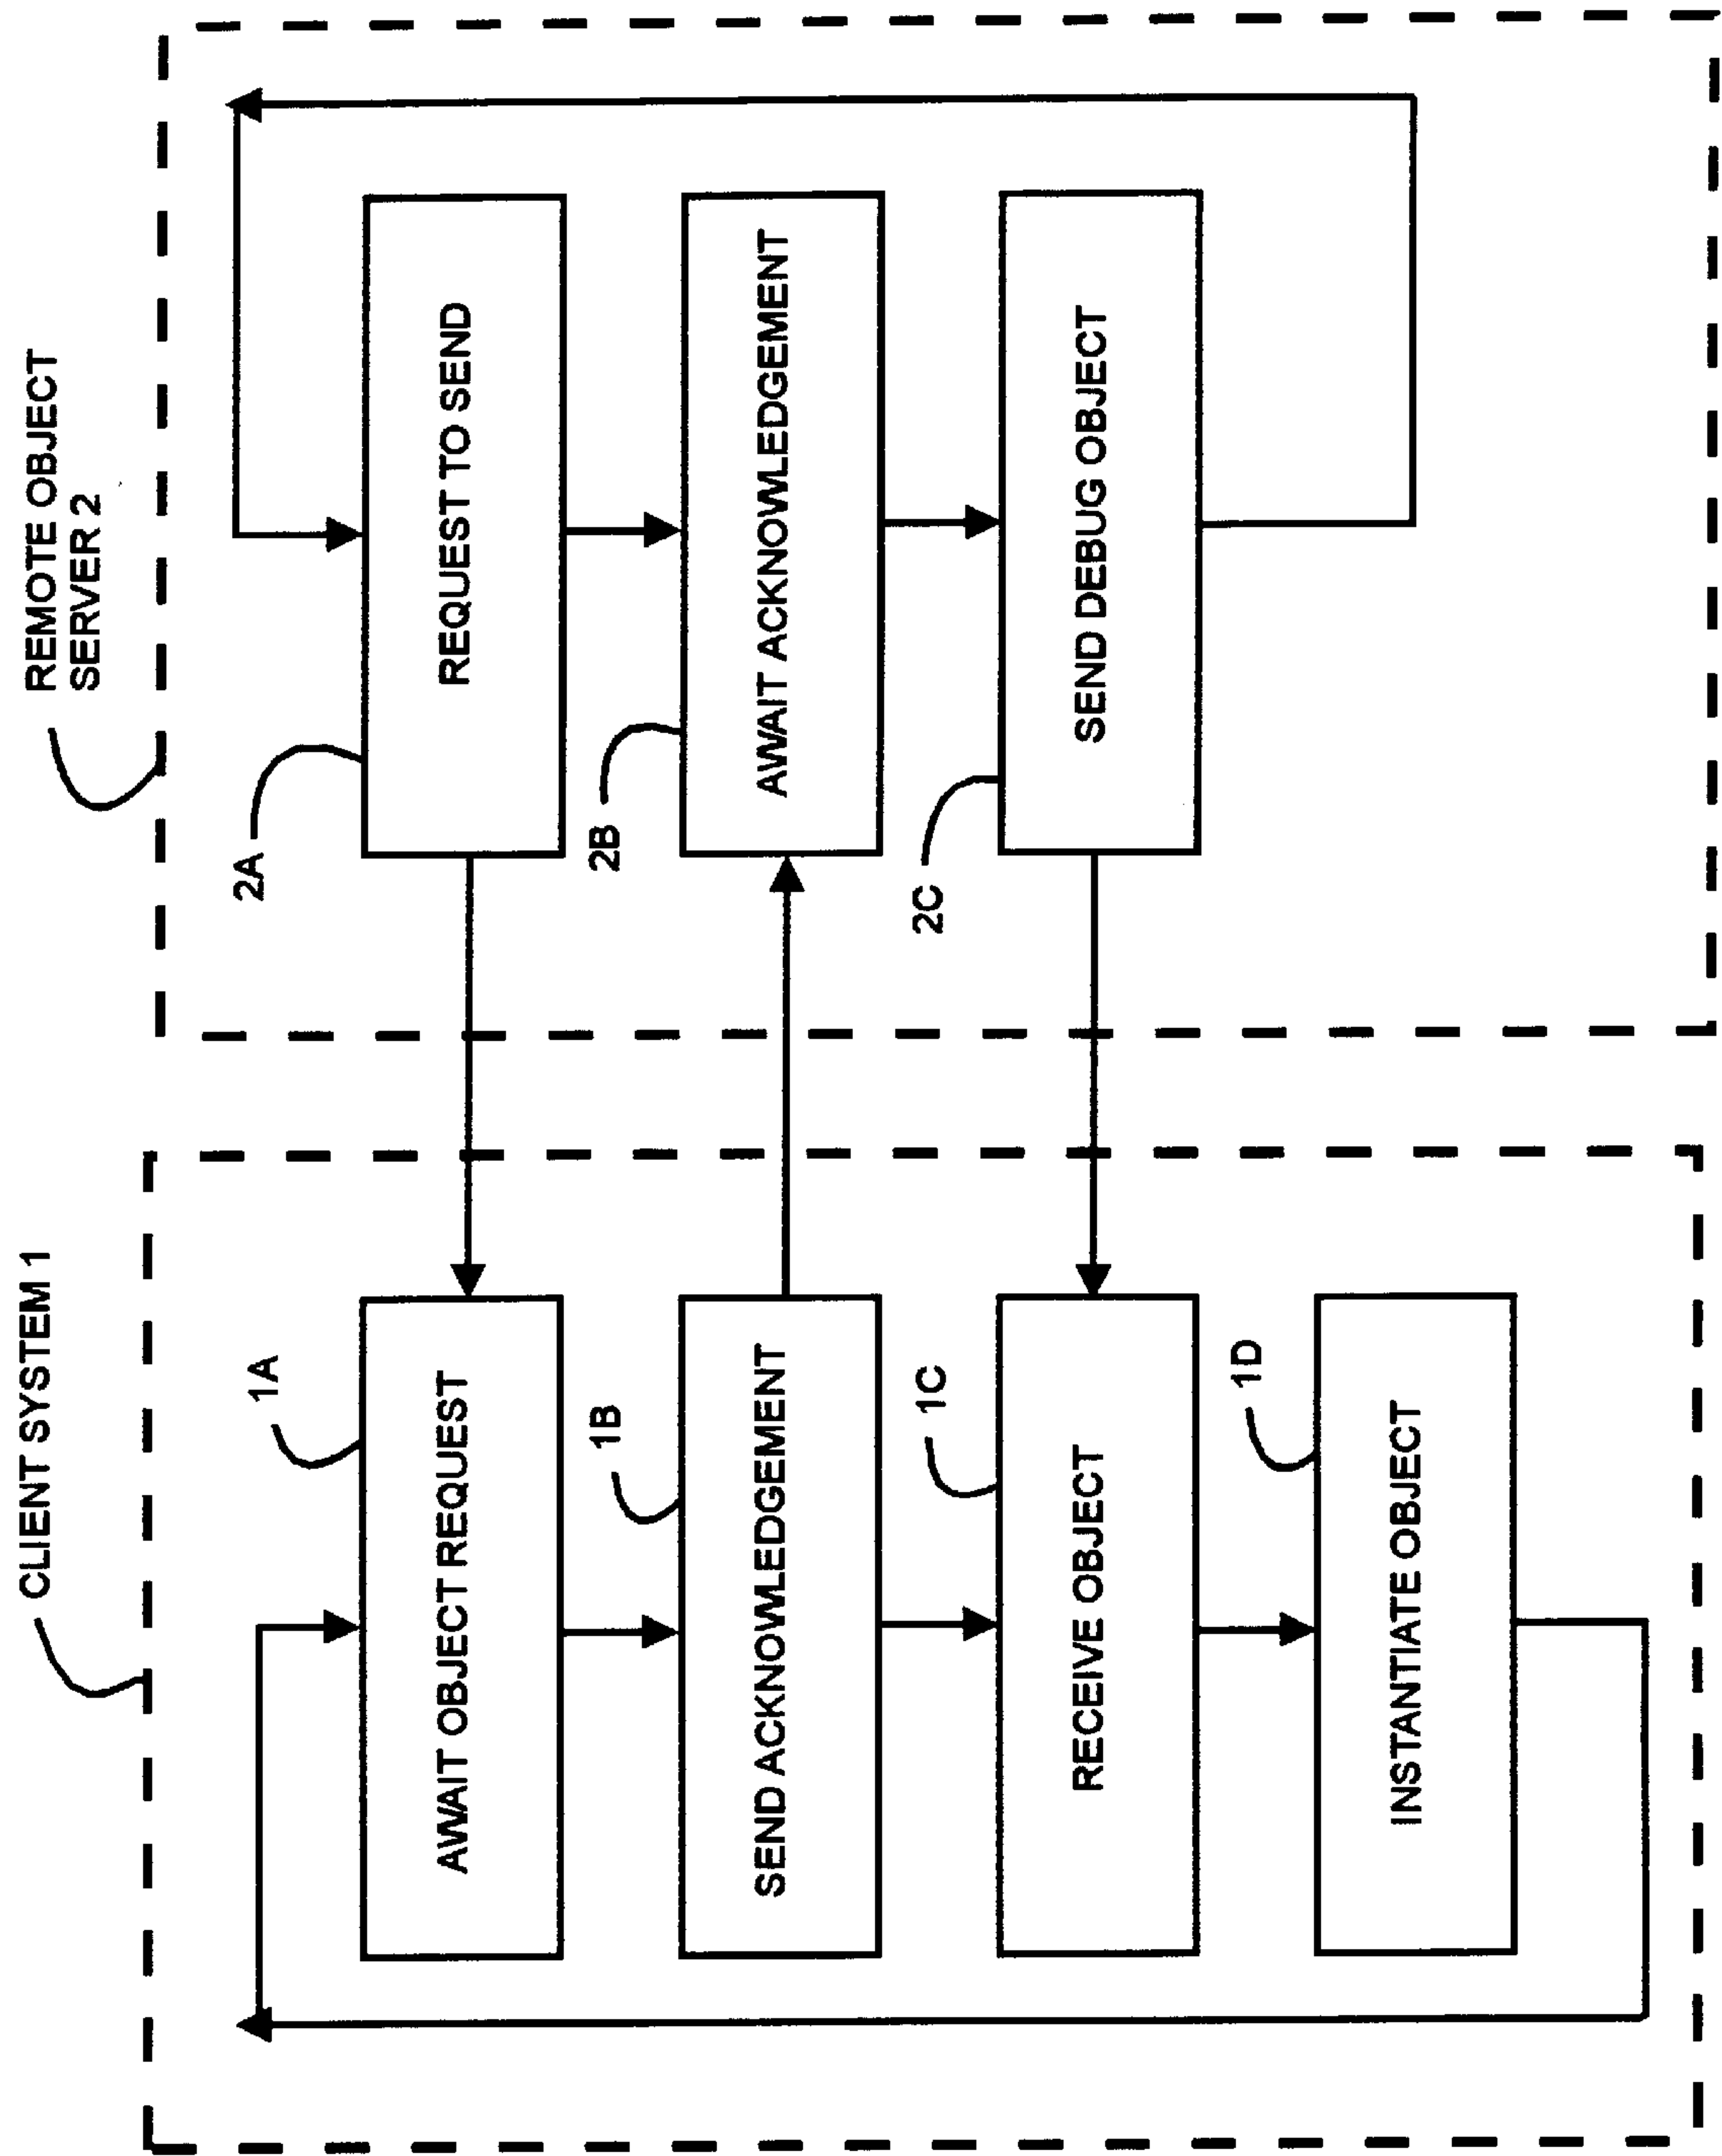 CLIENT SYSTEM 1
1A
AWAIT OBJECT REQUEST
1B
SEND ACKNOWLEDGEMENT
1C
RECEIVE OBJECT
1D
INSTANTIATE OBJECT
REMOTE OBJECT
SERVER 2
2A
REQUEST TO SEND
2B
AWAIT ACKNOWLEDGEMENT
2C
SEND DEBUG OBJECT